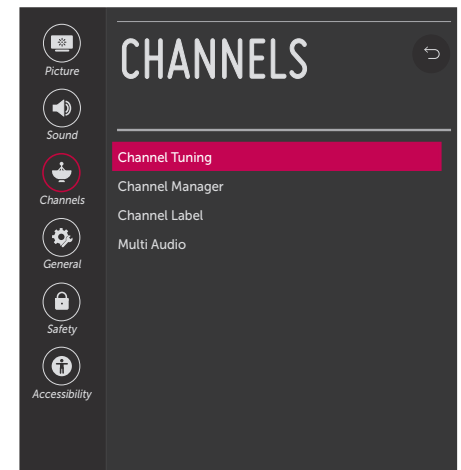 Picture
Sound
Channels
General
Safety
Accessibility
CHANNELS
Channel Tuning
Channel Manager
Channel Label
Multi Audio